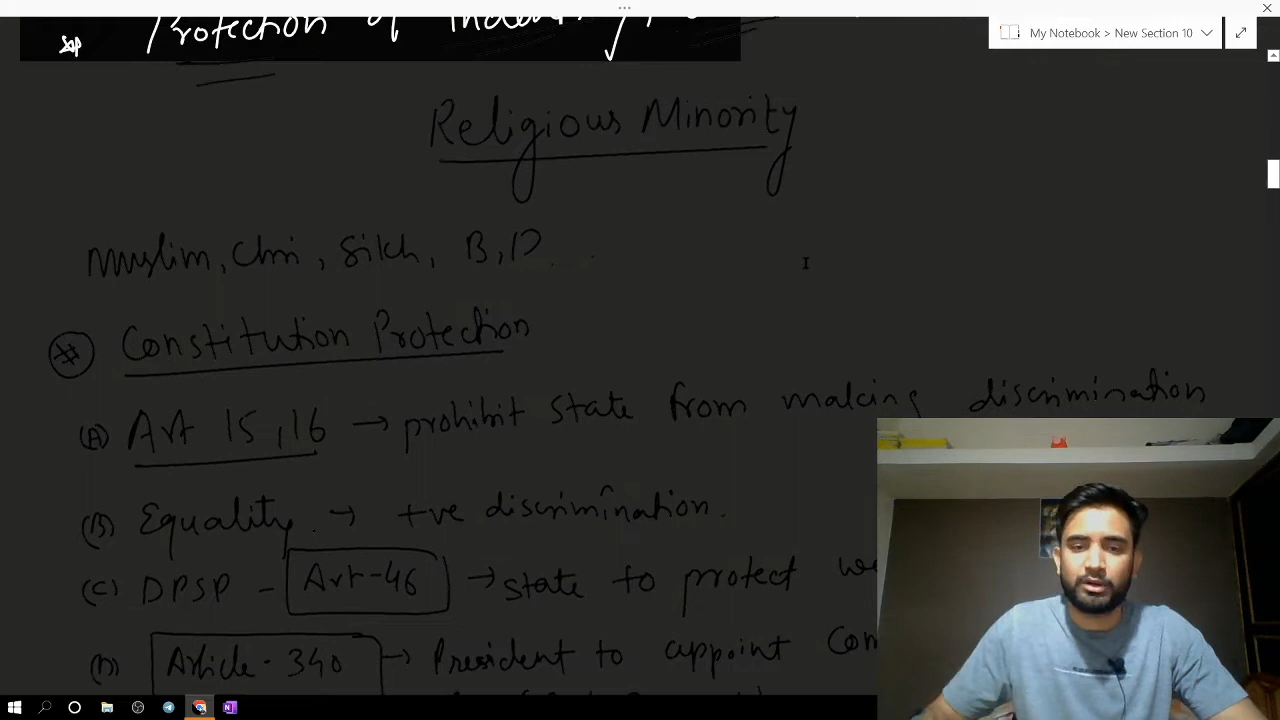 Protection of
My Notebook > New Section 10
Religious Minority
Muslim, Chri, Sikh, B, P
Constitution Protection
(A) Art 15, 16 → prohibit state from making discrimination
(B) Equality → +ve discrimination.
(C) DPSP - Art-46 → state to protect we
(D) Article - 340 → President to appoint com